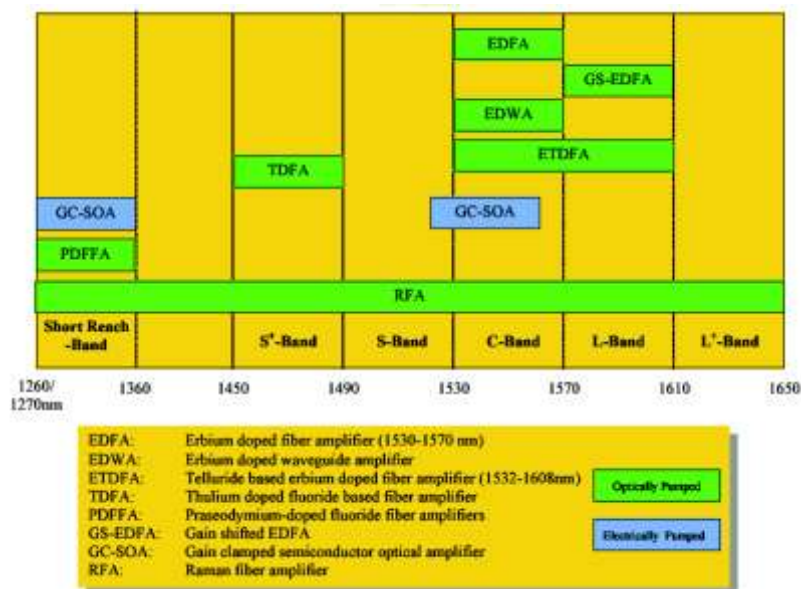 EDFA
GS-EDFA
EDWA
ETDFA
TDFA
GC-SOA GC-SOA
PDFFA
RFA
Short Reach
-Band S⁺-Band S-Band C-Band L-Band L⁺-Band
1260/
1270nm 1360 1450 1490 1530 1570 1610 1650
EDFA: Erbium doped fiber amplifier (1530-1570 nm)
EDWA: Erbium doped waveguide amplifier
ETDFA: Telluride based erbium doped fiber amplifier (1532-1608nm)
TDFA: Thulium doped fluoride based fiber amplifier
PDFFA: Praseodymium-doped fluoride fiber amplifiers
GS-EDFA: Gain shifted EDFA
GC-SOA: Gain clamped semiconductor optical amplifier
RFA: Raman fiber amplifier
Optically Pumped
Electrically Pumped